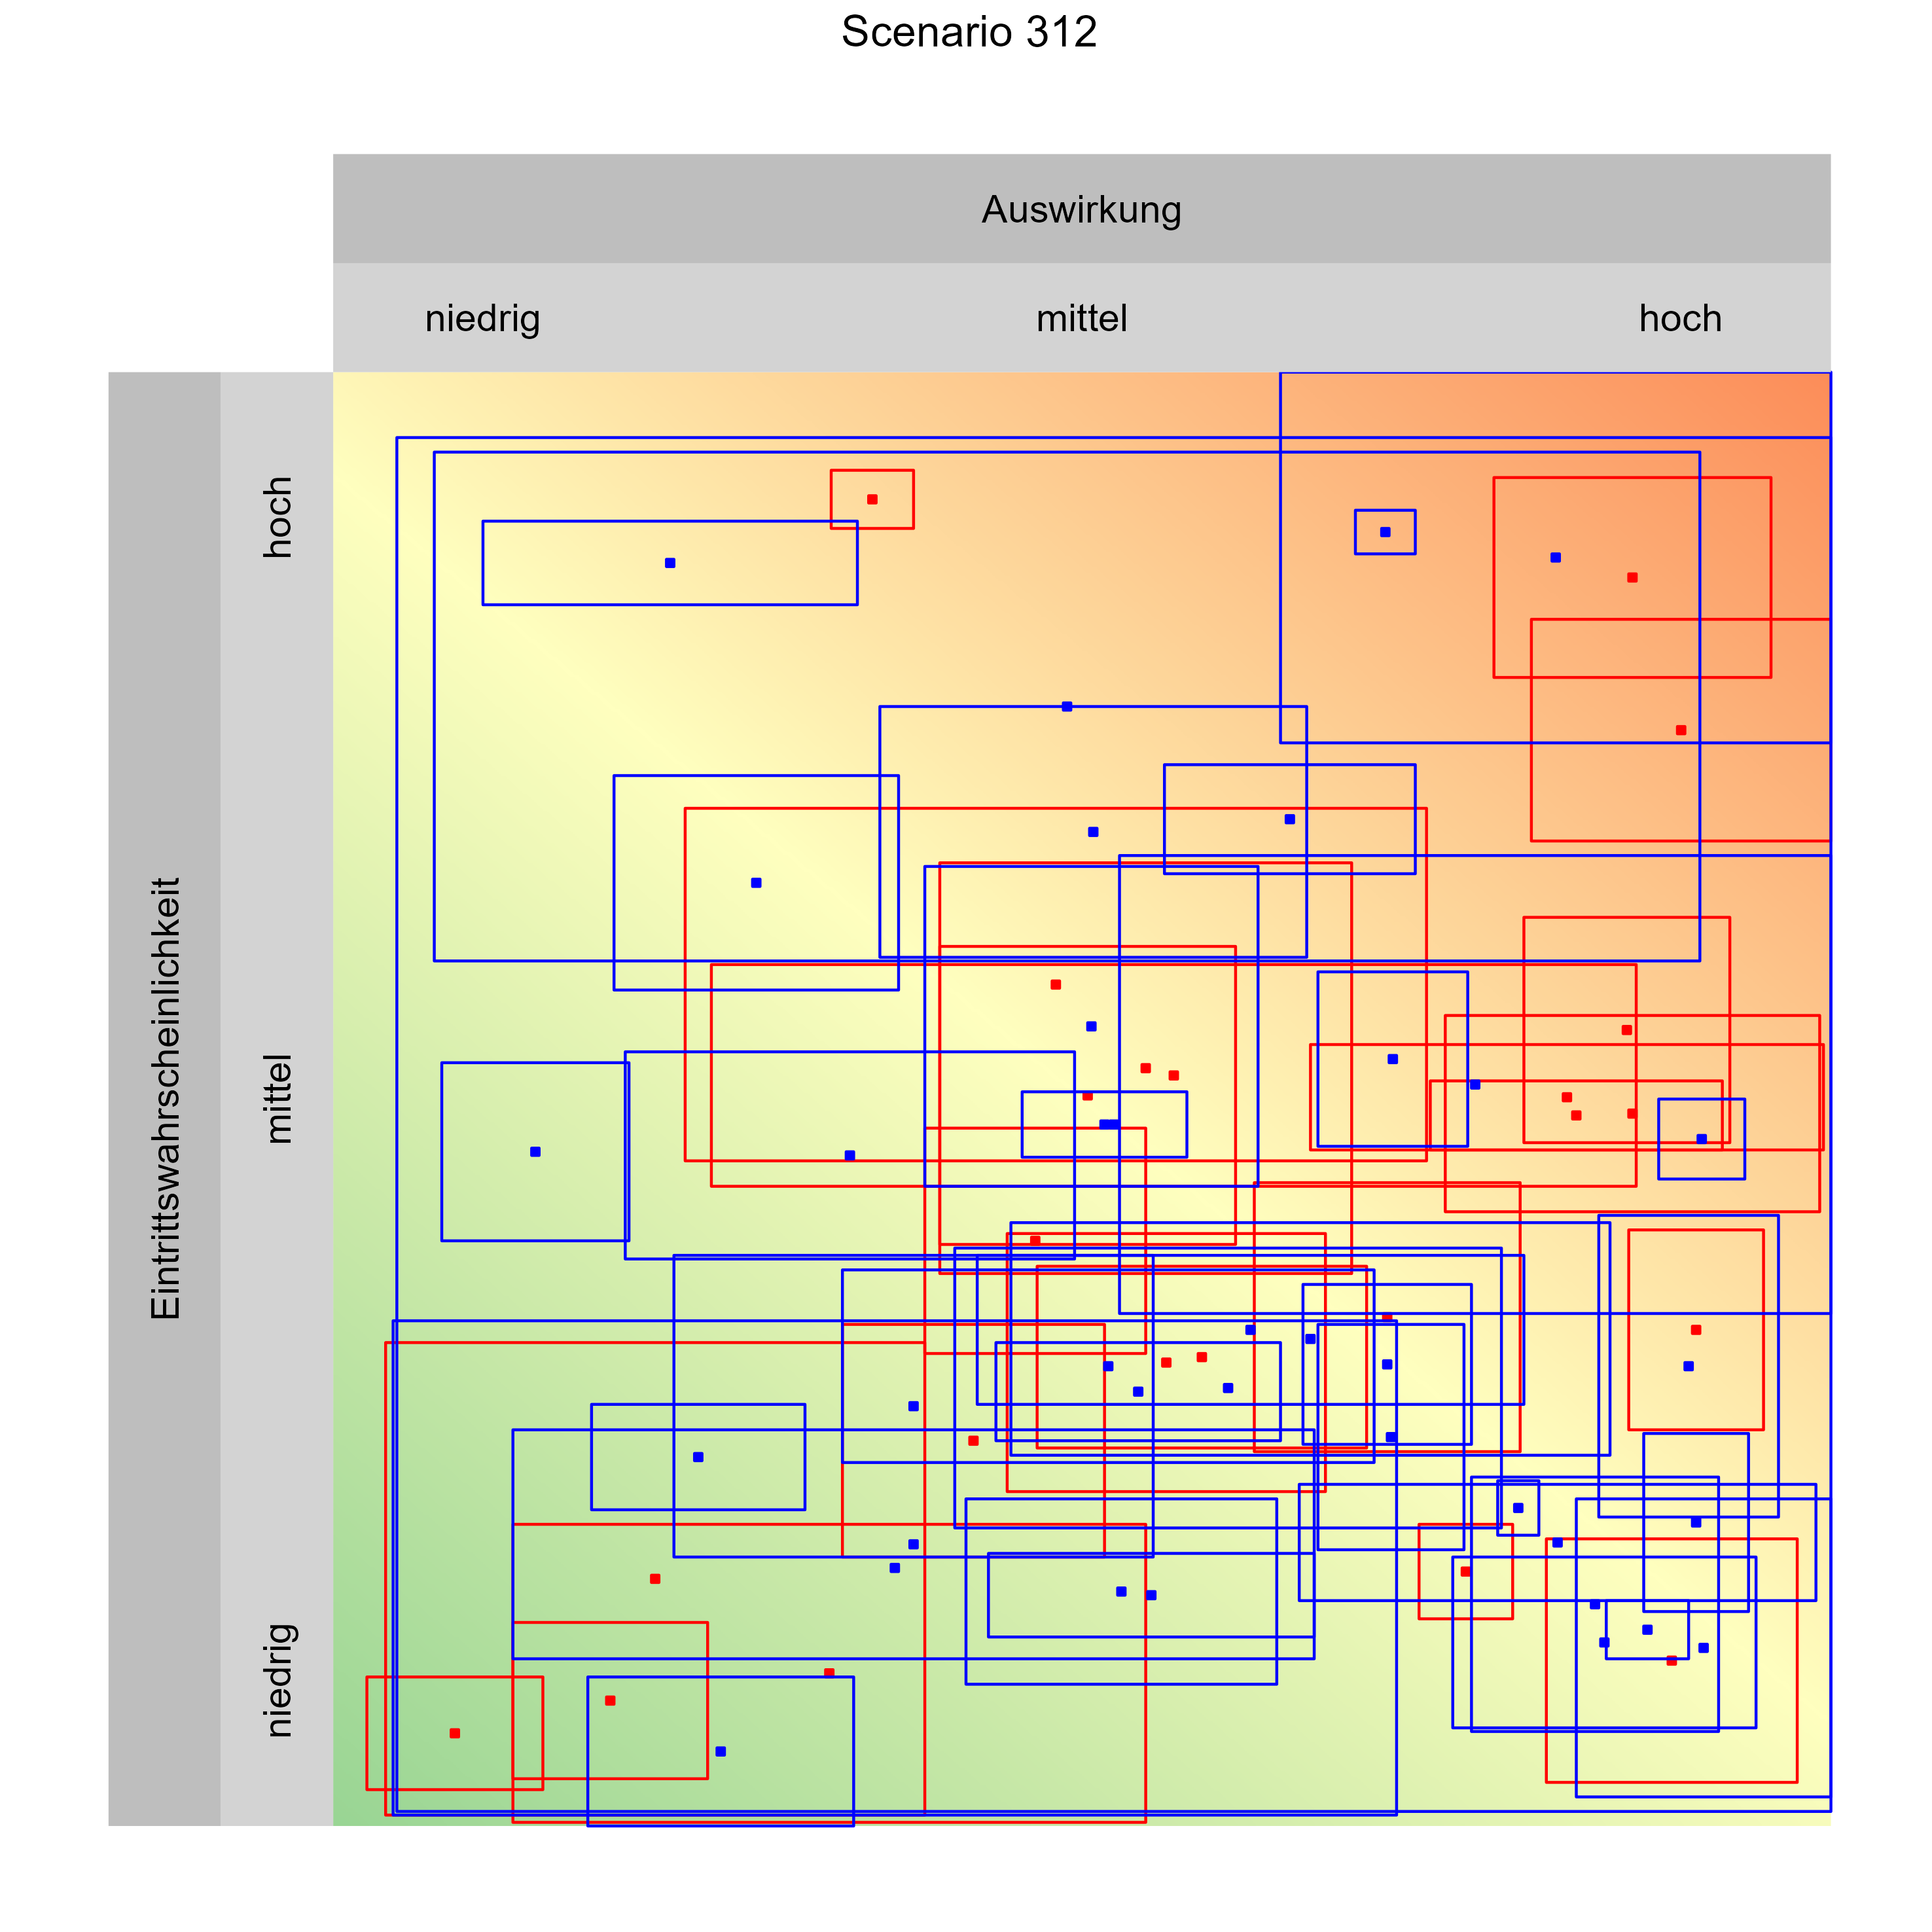 Scenario 312
Auswirkung
niedrig
mittel
hoch
Eintrittswahrscheinlichkeit
hoch
mittel
niedrig